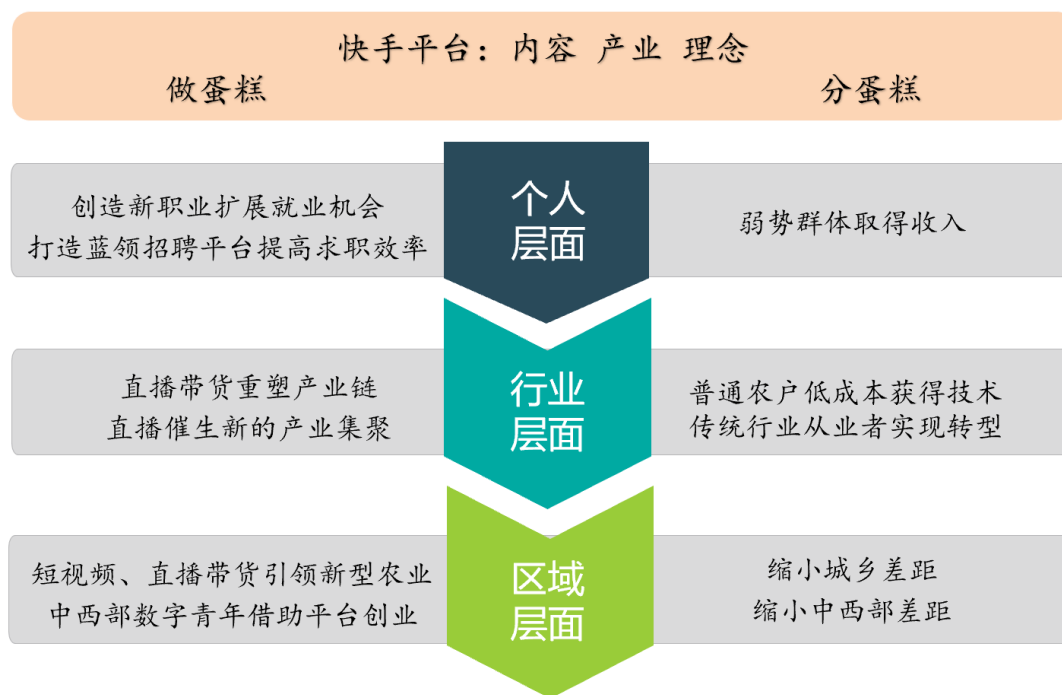 快手平台：内容 产业 理念
做蛋糕 分蛋糕
创造新职业扩展就业机会
打造蓝领招聘平台提高求职效率
个人
层面
弱势群体取得收入
直播带货重塑产业链
直播催生新的产业集聚
行业
层面
普通农户低成本获得技术
传统行业从业者实现转型
短视频、直播带货引领新型农业
中西部数字青年借助平台创业
区域
层面
缩小城乡差距
缩小中西部差距